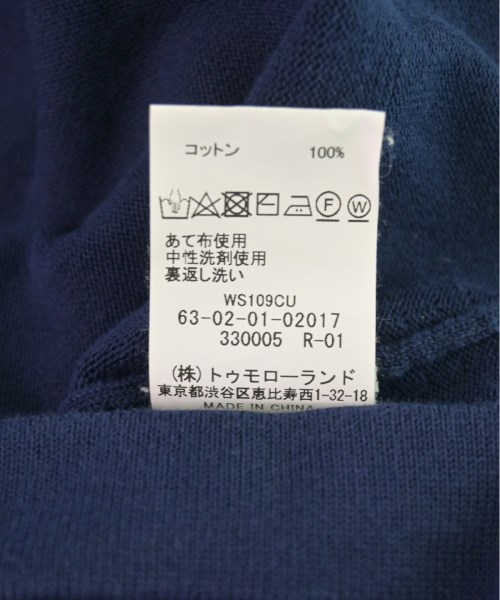 コットン 100%
F W
あて布使用
中性洗剤使用
裏返し洗い
WS109CU
63-02-01-02017
330005 R-01
(株)トゥモローランド
東京都渋谷区恵比寿西1-32-18
MADE IN CHINA